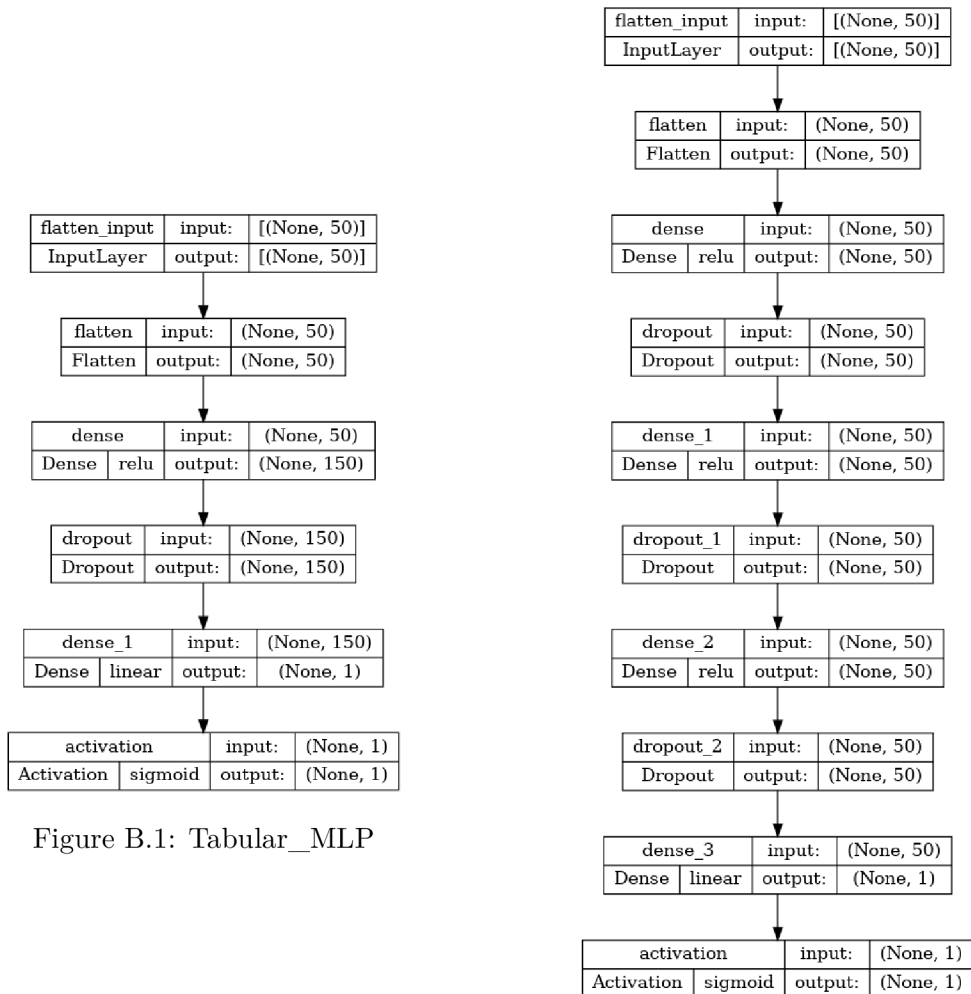 flatten_input input: [(None, 50)]
InputLayer output: [(None, 50)]
flatten input: (None, 50)
Flatten output: (None, 50)
dense input: (None, 50)
Dense relu output: (None, 150)
dropout input: (None, 150)
Dropout output: (None, 150)
dense_1 input: (None, 150)
Dense linear output: (None, 1)
activation input: (None, 1)
Activation sigmoid output: (None, 1)
Figure B.1: Tabular_MLP
flatten_input input: [(None, 50)]
InputLayer output: [(None, 50)]
flatten input: (None, 50)
Flatten output: (None, 50)
dense input: (None, 50)
Dense relu output: (None, 50)
dropout input: (None, 50)
Dropout output: (None, 50)
dense_1 input: (None, 50)
Dense relu output: (None, 50)
dropout_1 input: (None, 50)
Dropout output: (None, 50)
dense_2 input: (None, 50)
Dense relu output: (None, 50)
dropout_2 input: (None, 50)
Dropout output: (None, 50)
dense_3 input: (None, 50)
Dense linear output: (None, 1)
activation input: (None, 1)
Activation sigmoid output: (None, 1)